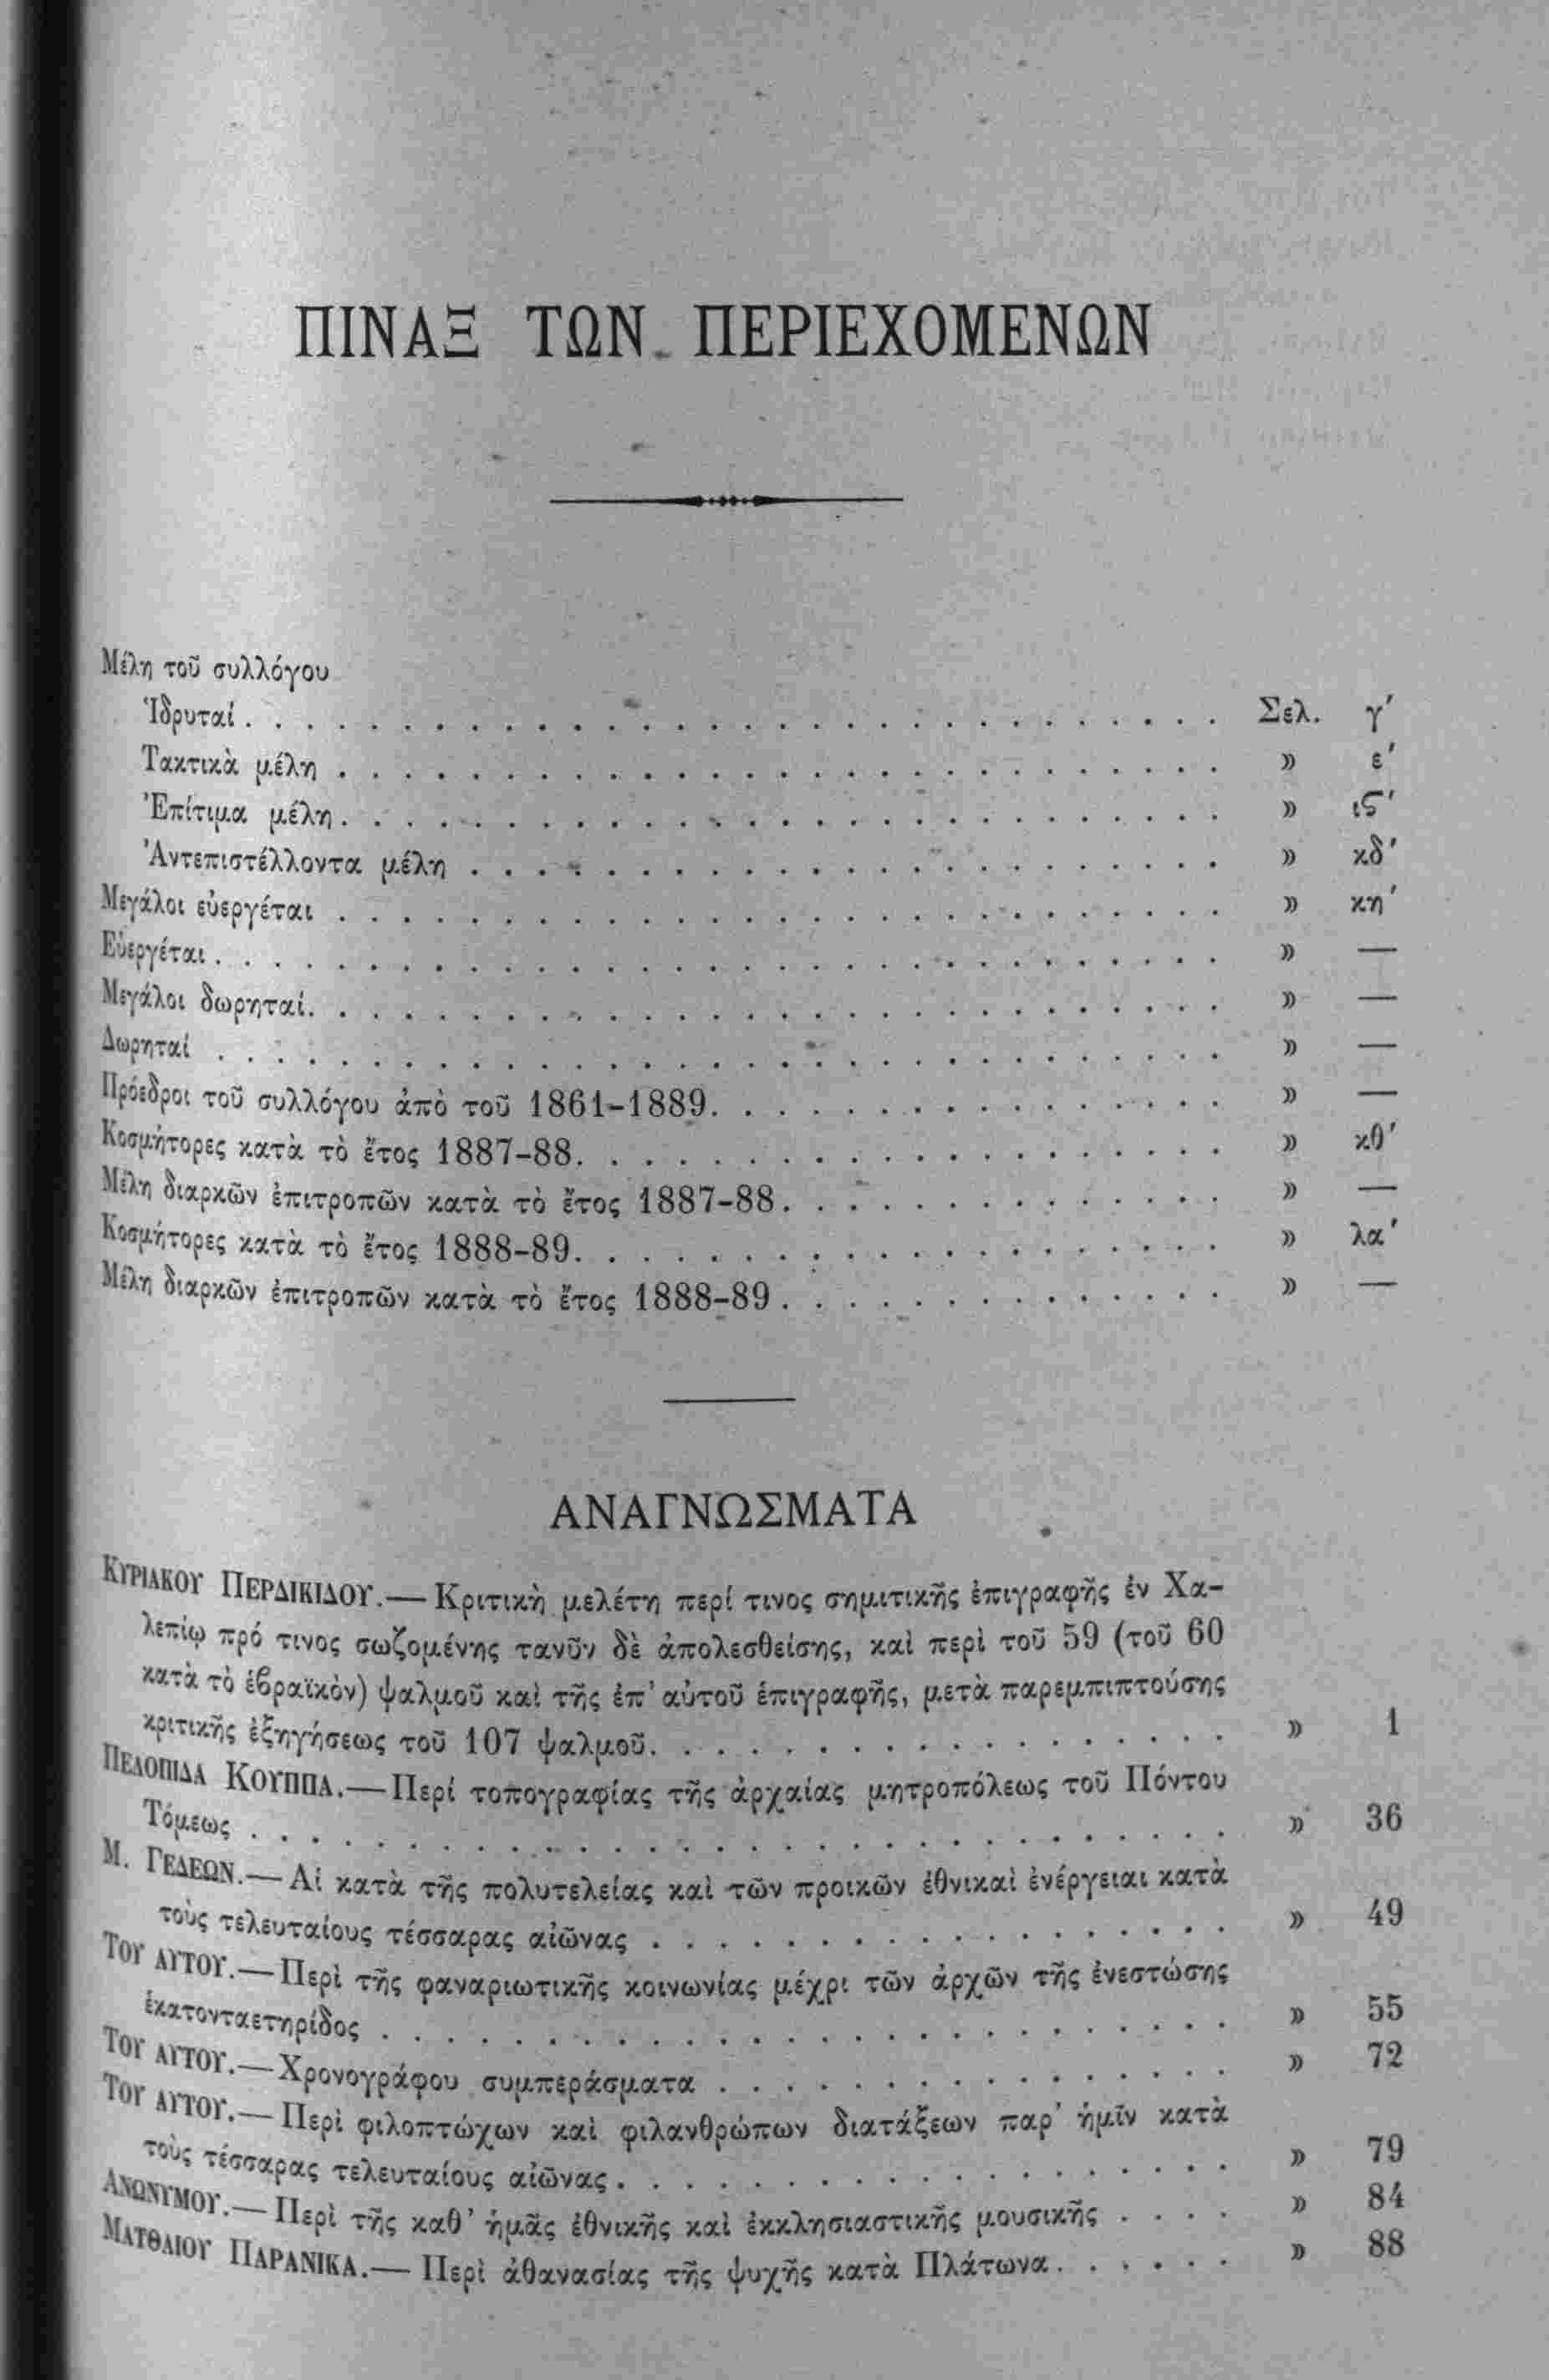 ΠΙΝΑΞ ΤΩΝ ΠΕΡΙΕΧΟΜΕΝΩΝ
Μέλη τοῦ συλλόγου
Ἱδρυταί . . . . . . . . . . Σελ. γ′
Τακτικὰ μέλη . . . . . . . . . . » ε′
Ἐπίτιμα μέλη . . . . . . . . . . » ις′
Ἀντεπιστέλλοντα μέλη . . . . . . . . . . » κδ′
Μεγάλοι εὐεργέται . . . . . . . . . . » κη′
Εὐεργέται . . . . . . . . . . » —
Μεγάλοι δωρηταί . . . . . . . . . . » —
Δωρηταί . . . . . . . . . . » —
Πρόεδροι τοῦ συλλόγου ἀπὸ τοῦ 1861-1889 . . . . . . . . . . » —
Κοσμήτορες κατὰ τὸ ἔτος 1887-88 . . . . . . . . . . » κθ′
Μέλη διαρκῶν ἐπιτροπῶν κατὰ τὸ ἔτος 1887-88 . . . . . . . . . . » —
Κοσμήτορες κατὰ τὸ ἔτος 1888-89 . . . . . . . . . . » λα′
Μέλη διαρκῶν ἐπιτροπῶν κατὰ τὸ ἔτος 1888-89 . . . . . . . . . . » —
ΑΝΑΓΝΩΣΜΑΤΑ
ΚΥΡΙΑΚΟΥ ΠΕΡΔΙΚΙΔΟΥ.— Κριτικὴ μελέτη περί τινος σημιτικῆς ἐπιγραφῆς ἐν Χα-
λεπίῳ πρό τινος σωζομένης τανῦν δὲ ἀπολεσθείσης, καὶ περὶ τοῦ 59 (τοῦ 60
κατὰ τὸ ἑβραϊκὸν) ψαλμοῦ καὶ τῆς ἐπ' αὐτοῦ ἐπιγραφῆς, μετὰ παρεμπιπτούσης
κριτικῆς ἐξηγήσεως τοῦ 107 ψαλμοῦ . . . . . . . . . . » 1
ΠΕΛΟΠΙΔΑ ΚΟΥΠΠΑ.—Περί τοπογραφίας τῆς ἀρχαίας μητροπόλεως τοῦ Πόντου
Τόμεως . . . . . . . . . . » 36
Μ. ΓΕΔΕΩΝ.— Αἱ κατὰ τῆς πολυτελείας καὶ τῶν προικῶν ἐθνικαὶ ἐνέργειαι κατὰ
τοὺς τελευταίους τέσσαρας αἰῶνας . . . . . . . . . . » 49
ΤΟΥ ΑΥΤΟΥ.—Περὶ τῆς φαναριωτικῆς κοινωνίας μέχρι τῶν ἀρχῶν τῆς ἐνεστώσης
ἑκατονταετηρίδος . . . . . . . . . . » 55
ΤΟΥ ΑΥΤΟΥ.—Χρονογράφου συμπεράσματα . . . . . . . . . . » 72
ΤΟΥ ΑΥΤΟΥ.— Περὶ φιλοπτώχων καὶ φιλανθρώπων διατάξεων παρ' ἡμῖν κατὰ
τοὺς τέσσαρας τελευταίους αἰῶνας . . . . . . . . . . » 79
ΑΝΩΝΥΜΟΥ.— Περὶ τῆς καθ' ἡμᾶς ἐθνικῆς καὶ ἐκκλησιαστικῆς μουσικῆς . . . . » 84
ΜΑΤΘΑΙΟΥ ΠΑΡΑΝΙΚΑ.— Περὶ ἀθανασίας τῆς ψυχῆς κατὰ Πλάτωνα . . . . . . » 88